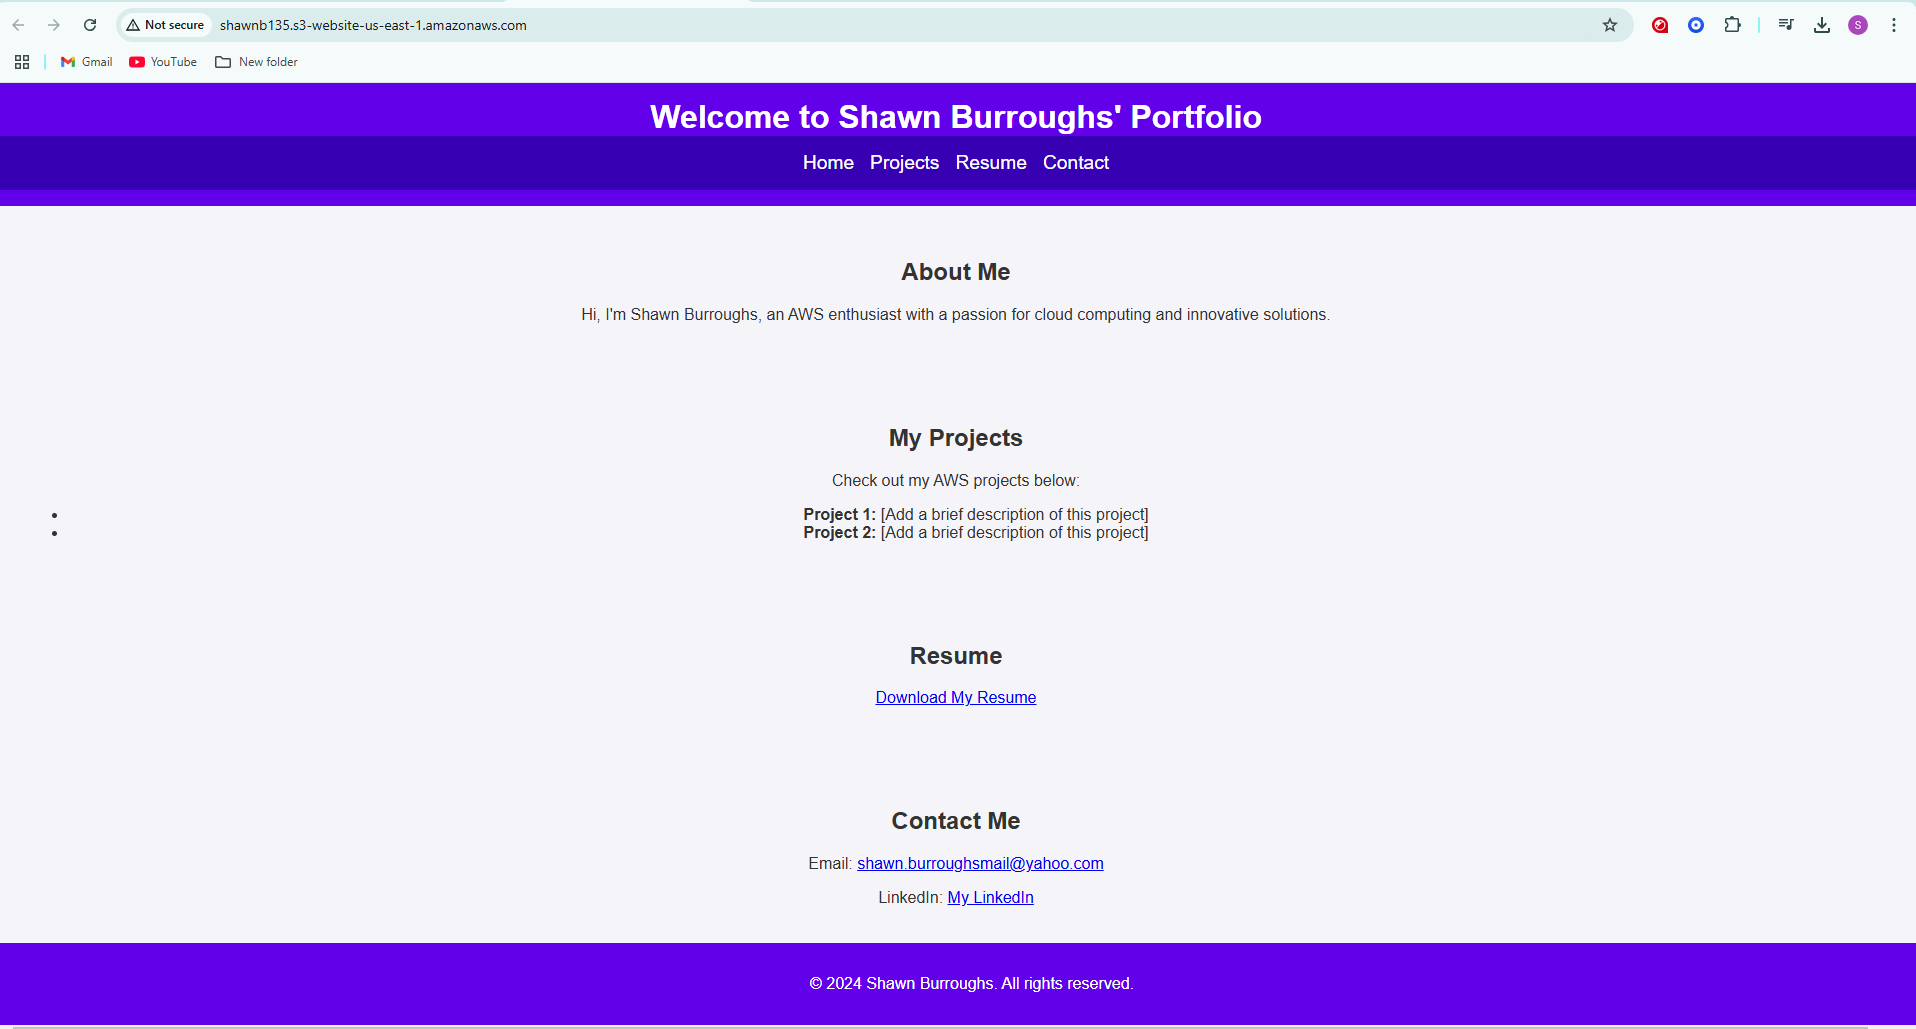 Not secure shawnb135.s3-website-us-east-1.amazonaws.com S
Gmail YouTube New folder
Welcome to Shawn Burroughs' Portfolio
Home Projects Resume Contact
About Me
Hi, I'm Shawn Burroughs, an AWS enthusiast with a passion for cloud computing and innovative solutions.
My Projects
Check out my AWS projects below:
• Project 1: [Add a brief description of this project]
• Project 2: [Add a brief description of this project]
Resume
Download My Resume
Contact Me
Email: shawn.burroughsmail@yahoo.com
LinkedIn: My LinkedIn
© 2024 Shawn Burroughs. All rights reserved.